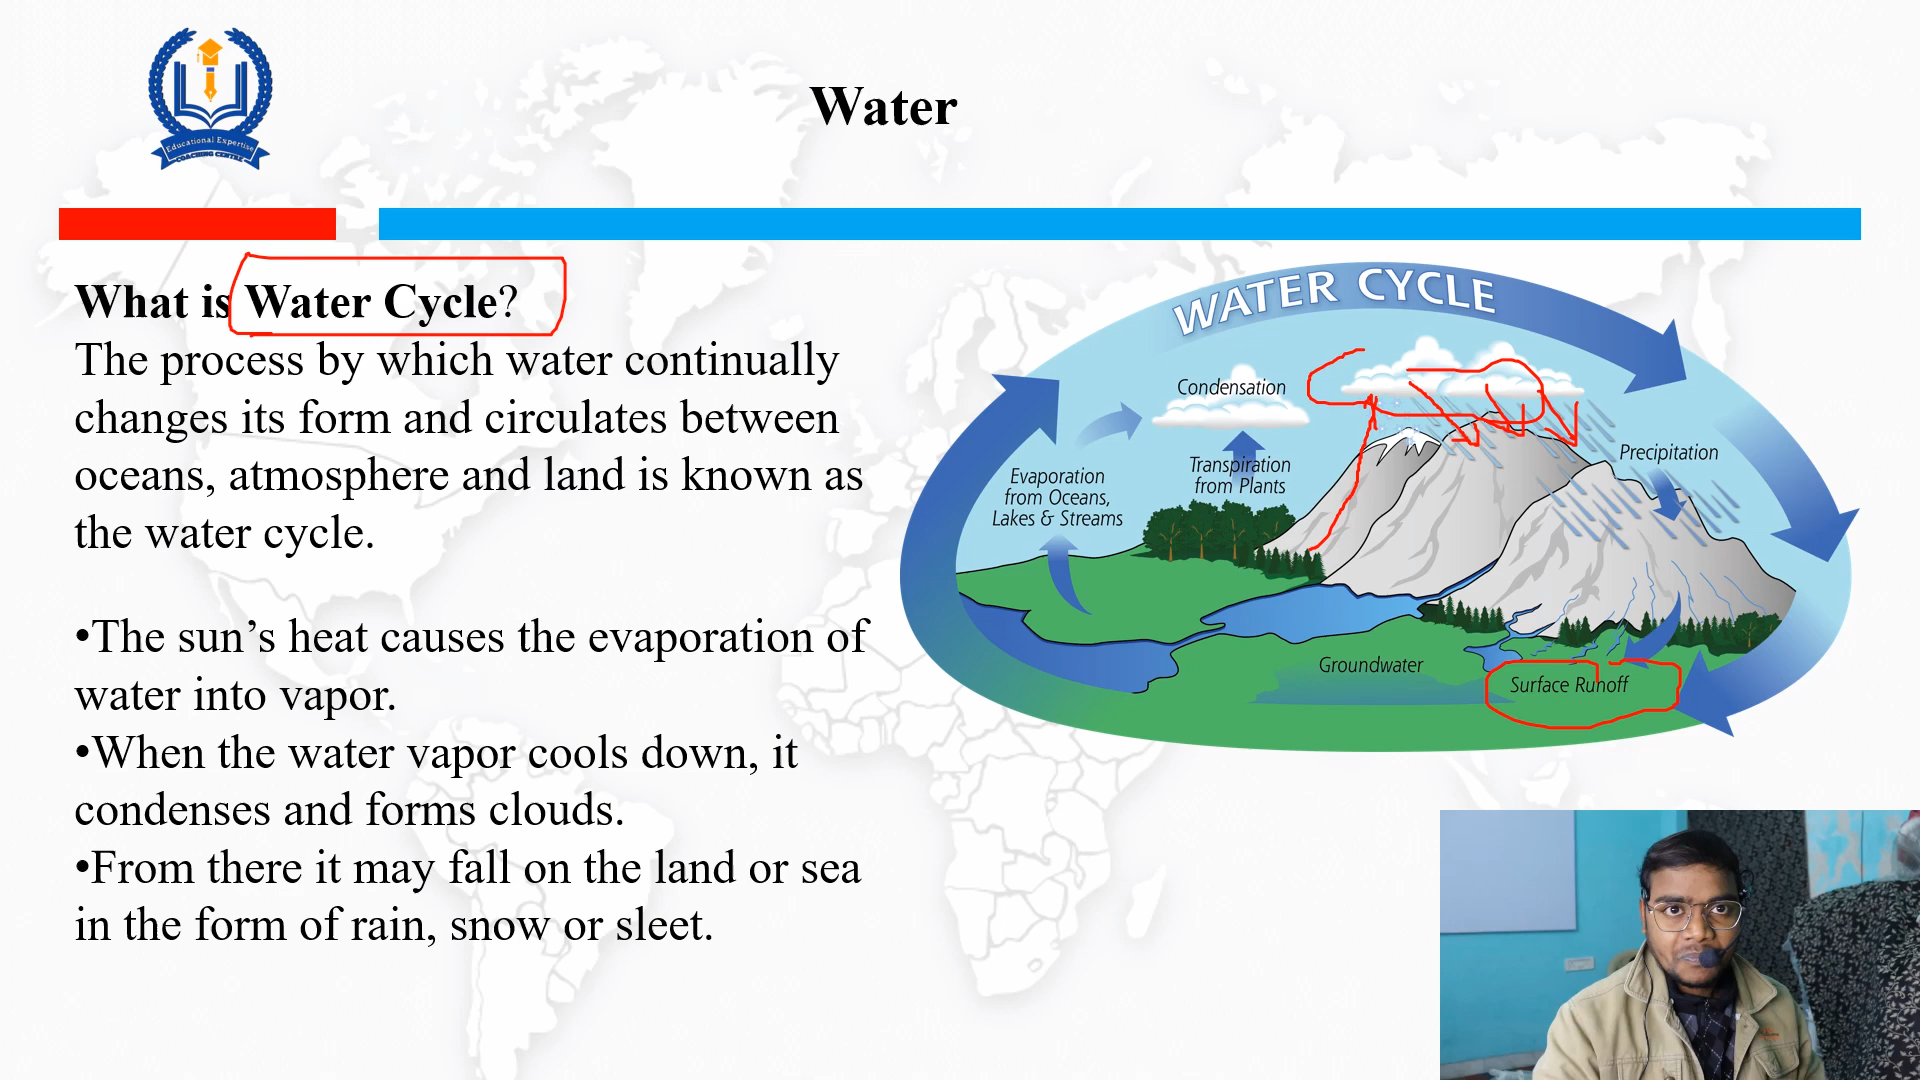 Educational Expertise
COACHING CENTRE
Water
What is Water Cycle?
The process by which water continually
changes its form and circulates between
oceans, atmosphere and land is known as
the water cycle.
•The sun’s heat causes the evaporation of
water into vapor.
•When the water vapor cools down, it
condenses and forms clouds.
•From there it may fall on the land or sea
in the form of rain, snow or sleet.
WATER CYCLE
Condensation
Precipitation
Evaporation
from Oceans,
Lakes & Streams
Transpiration
from Plants
Groundwater
Surface Runoff